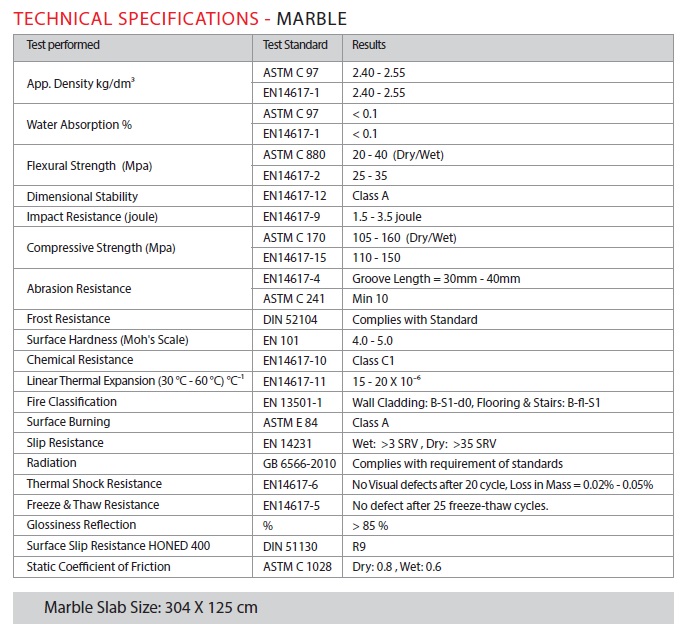 TECHNICAL SPECIFICATIONS - MARBLE
Test performed Test Standard Results
App. Density kg/dm³ ASTM C 97 2.40 - 2.55
EN14617-1 2.40 - 2.55
Water Absorption % ASTM C 97 < 0.1
EN14617-1 < 0.1
Flexural Strength (Mpa) ASTM C 880 20 - 40 (Dry/Wet)
EN14617-2 25 - 35
Dimensional Stability EN14617-12 Class A
Impact Resistance (joule) EN14617-9 1.5 - 3.5 joule
Compressive Strength (Mpa) ASTM C 170 105 - 160 (Dry/Wet)
EN14617-15 110 - 150
Abrasion Resistance EN14617-4 Groove Length = 30mm - 40mm
ASTM C 241 Min 10
Frost Resistance DIN 52104 Complies with Standard
Surface Hardness (Moh's Scale) EN 101 4.0 - 5.0
Chemical Resistance EN14617-10 Class C1
Linear Thermal Expansion (30 °C - 60 °C) °C⁻¹ EN14617-11 15 - 20 X 10⁻⁶
Fire Classification EN 13501-1 Wall Cladding: B-S1-d0, Flooring & Stairs: B-fl-S1
Surface Burning ASTM E 84 Class A
Slip Resistance EN 14231 Wet: >3 SRV , Dry: >35 SRV
Radiation GB 6566-2010 Complies with requirement of standards
Thermal Shock Resistance EN14617-6 No Visual defects after 20 cycle, Loss in Mass = 0.02% - 0.05%
Freeze & Thaw Resistance EN14617-5 No defect after 25 freeze-thaw cycles.
Glossiness Reflection % > 85 %
Surface Slip Resistance HONED 400 DIN 51130 R9
Static Coefficient of Friction ASTM C 1028 Dry: 0.8 , Wet: 0.6
Marble Slab Size: 304 X 125 cm